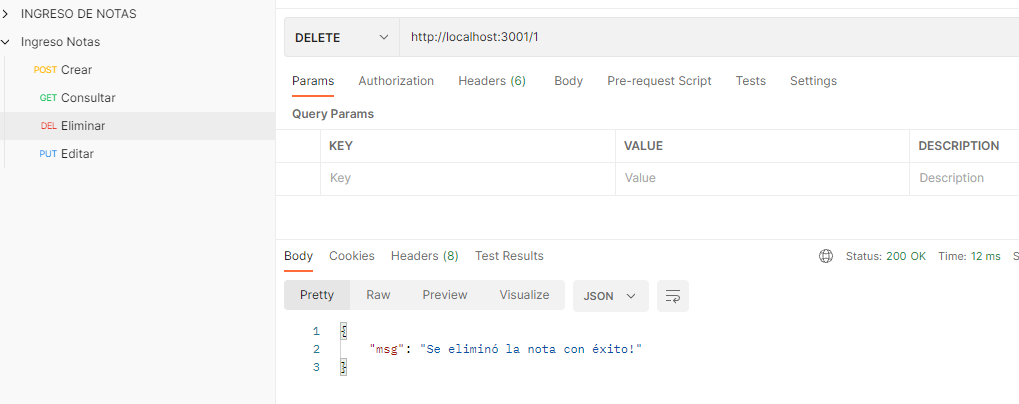 INGRESO DE NOTAS
Ingreso Notas
POST Crear
GET Consultar
DEL Eliminar
PUT Editar
DELETE http://localhost:3001/1
Params Authorization Headers (6) Body Pre-request Script Tests Settings
Query Params
KEY VALUE DESCRIPTION
Key Value Description
Body Cookies Headers (8) Test Results Status: 200 OK Time: 12 ms S
Pretty Raw Preview Visualize JSON
1 {
2 "msg": "Se eliminó la nota con éxito!"
3 }